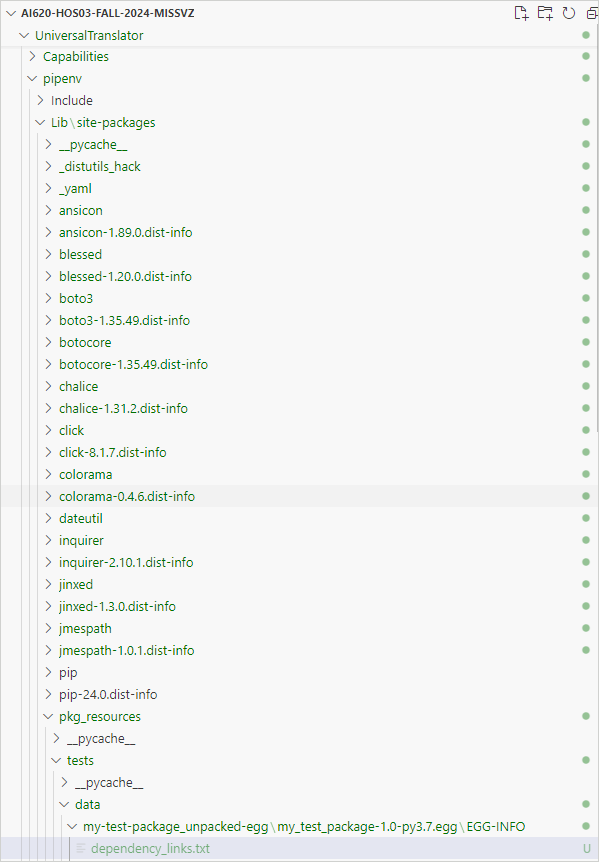 AI620-HOS03-FALL-2024-MISSVZ
UniversalTranslator
Capabilities
pipenv
Include
Lib\site-packages
__pycache__
_distutils_hack
_yaml
ansicon
ansicon-1.89.0.dist-info
blessed
blessed-1.20.0.dist-info
boto3
boto3-1.35.49.dist-info
botocore
botocore-1.35.49.dist-info
chalice
chalice-1.31.2.dist-info
click
click-8.1.7.dist-info
colorama
colorama-0.4.6.dist-info
dateutil
inquirer
inquirer-2.10.1.dist-info
jinxed
jinxed-1.3.0.dist-info
jmespath
jmespath-1.0.1.dist-info
pip
pip-24.0.dist-info
pkg_resources
__pycache__
tests
__pycache__
data
my-test-package_unpacked-egg\my_test_package-1.0-py3.7.egg\EGG-INFO
dependency_links.txt U